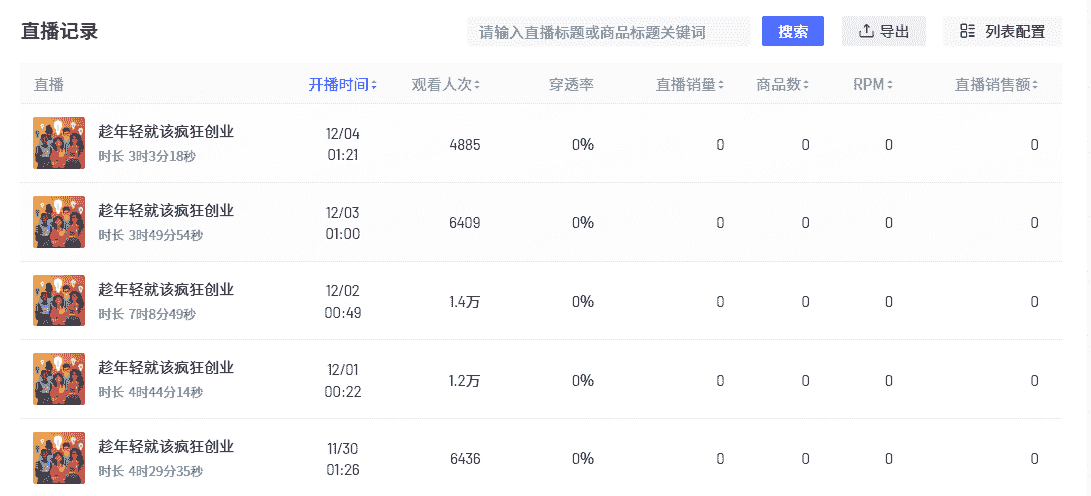 直播记录 请输入直播标题或商品标题关键词 搜索 导出 列表配置
直播 开播时间 观看人次 穿透率 直播销量 商品数 RPM 直播销售额
趁年轻就该疯狂创业 12/04 4885 0% 0 0 0 0
时长 3时3分18秒 01:21
趁年轻就该疯狂创业 12/03 6409 0% 0 0 0 0
时长 3时49分54秒 01:00
趁年轻就该疯狂创业 12/02 1.4万 0% 0 0 0 0
时长 7时8分49秒 00:49
趁年轻就该疯狂创业 12/01 1.2万 0% 0 0 0 0
时长 4时44分14秒 00:22
趁年轻就该疯狂创业 11/30 6436 0% 0 0 0 0
时长 4时29分35秒 01:26